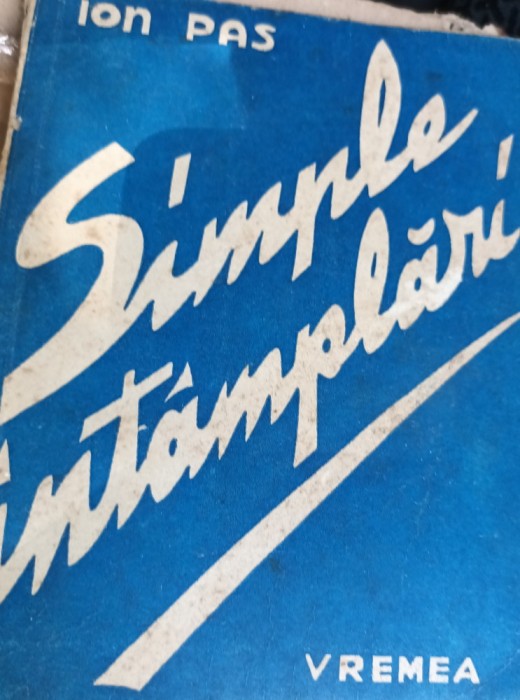 ION PAS
Simple
întâmplări
VREMEA